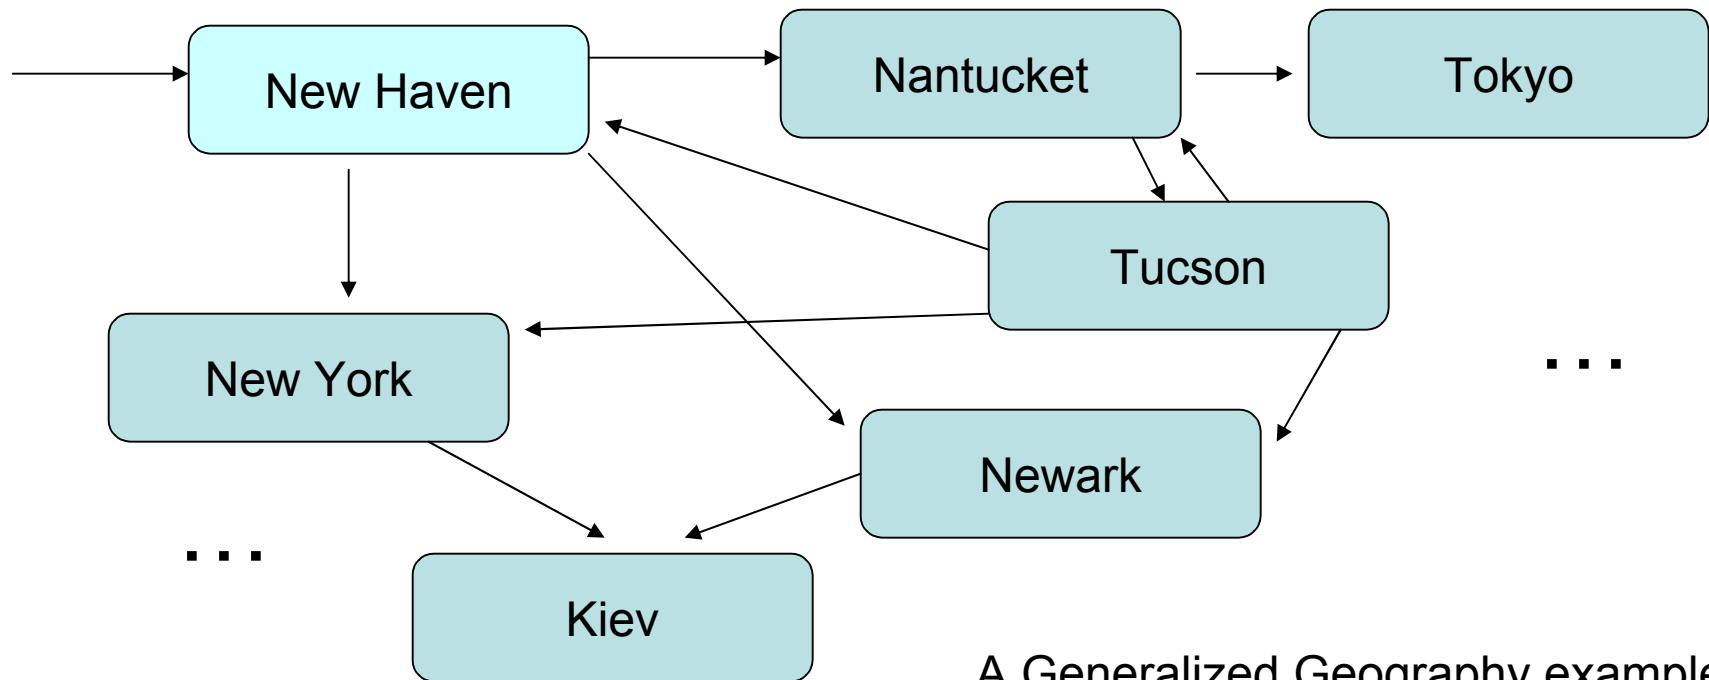 New Haven
Nantucket
Tokyo
Tucson
New York
...
Newark
...
Kiev
A Generalized Geography example